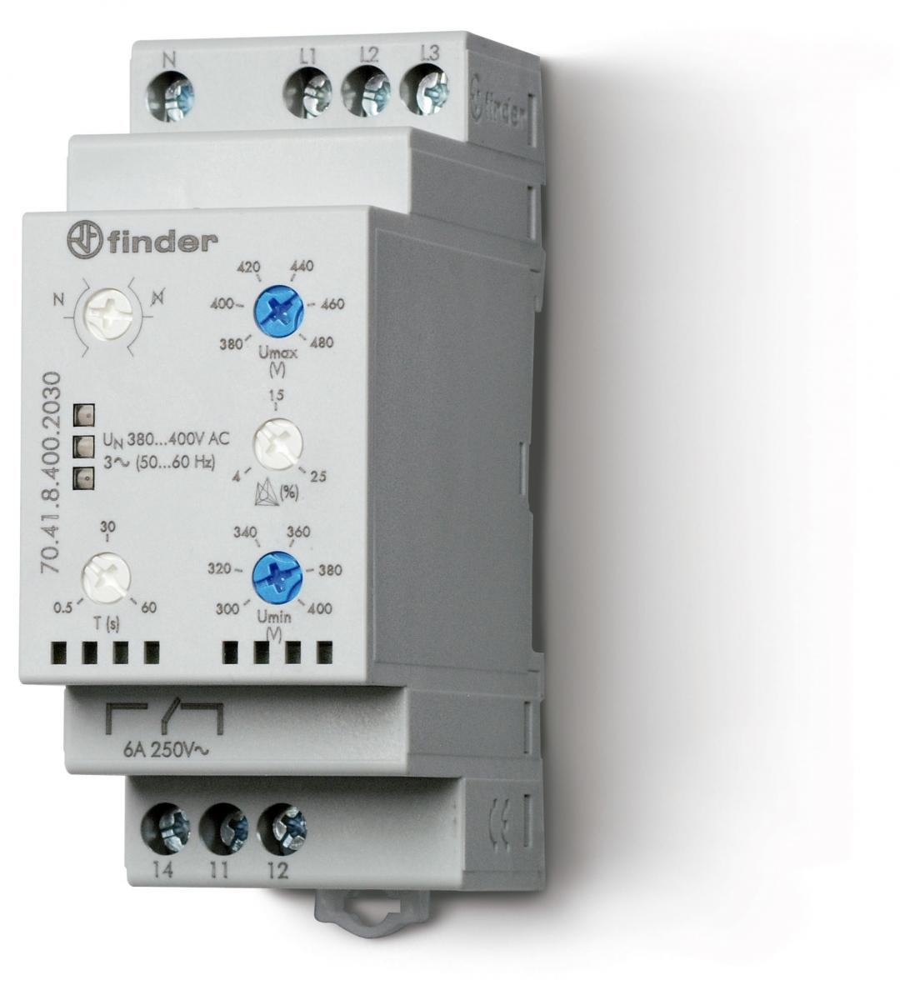 N L1 L2 L3
finder
finder
N N
420 440
400 460
380 480
Umax
(V)
15
4 25
(%)
70.41.8.400.2030
UN 380...400V AC
3~ (50...60 Hz)
30
0.5 60
T (s)
340 360
320 380
300 400
Umin
(V)
6A 250V~
14 11 12
CE